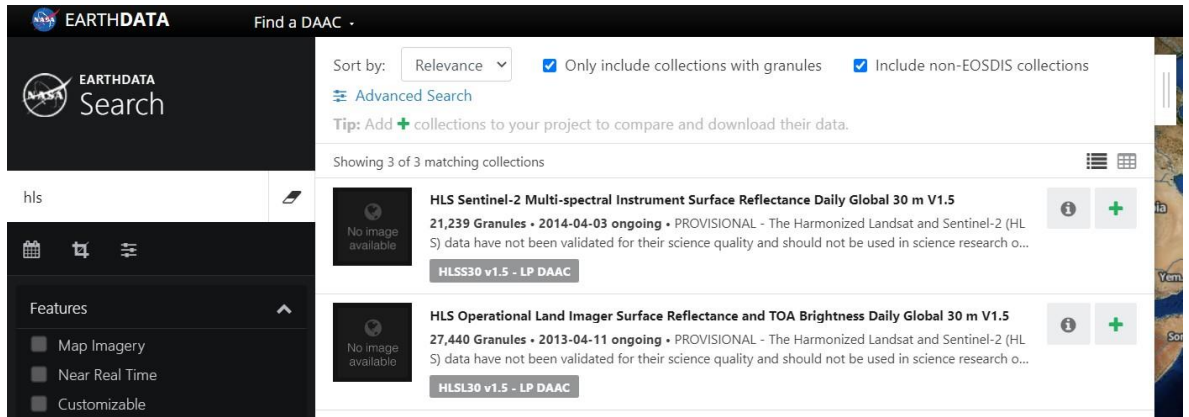 EARTHDATA
Find a DAAC
EARTHDATA
Search
hls
Features
Map Imagery
Near Real Time
Customizable
Sort by: Relevance Only include collections with granules Include non-EOSDIS collections
Advanced Search
Tip: Add + collections to your project to compare and download their data.
Showing 3 of 3 matching collections
No image
available
HLS Sentinel-2 Multi-spectral Instrument Surface Reflectance Daily Global 30 m V1.5
21,239 Granules • 2014-04-03 ongoing • PROVISIONAL - The Harmonized Landsat and Sentinel-2 (HL
S) data have not been validated for their science quality and should not be used in science research o...
HLSS30 v1.5 - LP DAAC
No image
available
HLS Operational Land Imager Surface Reflectance and TOA Brightness Daily Global 30 m V1.5
27,440 Granules • 2013-04-11 ongoing • PROVISIONAL - The Harmonized Landsat and Sentinel-2 (HL
S) data have not been validated for their science quality and should not be used in science research o...
HLSL30 v1.5 - LP DAAC